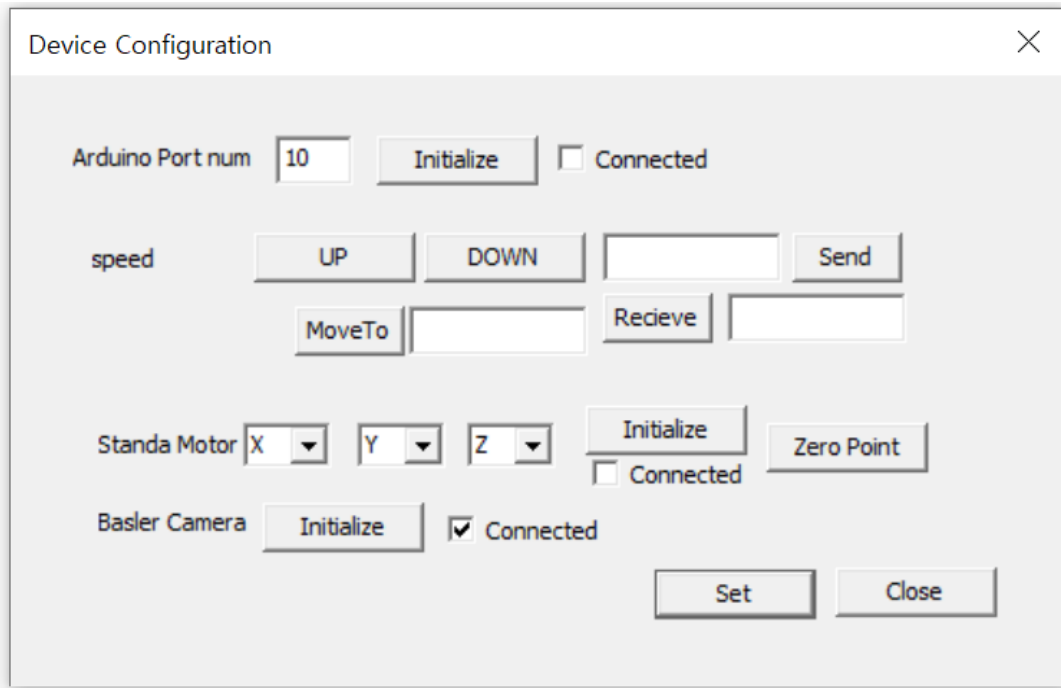 Device Configuration
Arduino Port num 10 Initialize Connected
speed UP DOWN Send
MoveTo Recieve
Standa Motor X Y Z Initialize Zero Point
Connected
Basler Camera Initialize Connected
Set Close